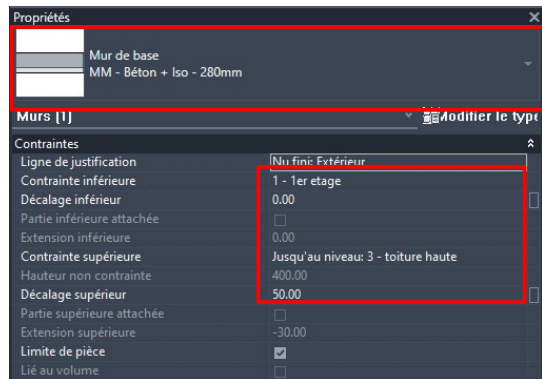 Propriétés
Mur de base
MM - Béton + Iso - 280mm
Murs (1)
Modifier le type
Contraintes
Ligne de justification Nu fini: Extérieur
Contrainte inférieure 1 - 1er etage
Décalage inférieur 0.00
Partie inférieure attachée
Extension inférieure 0.00
Contrainte supérieure Jusqu'au niveau: 3 - toiture haute
Hauteur non contrainte 400.00
Décalage supérieur 50.00
Partie supérieure attachée
Extension supérieure -30.00
Limite de pièce
Lié au volume